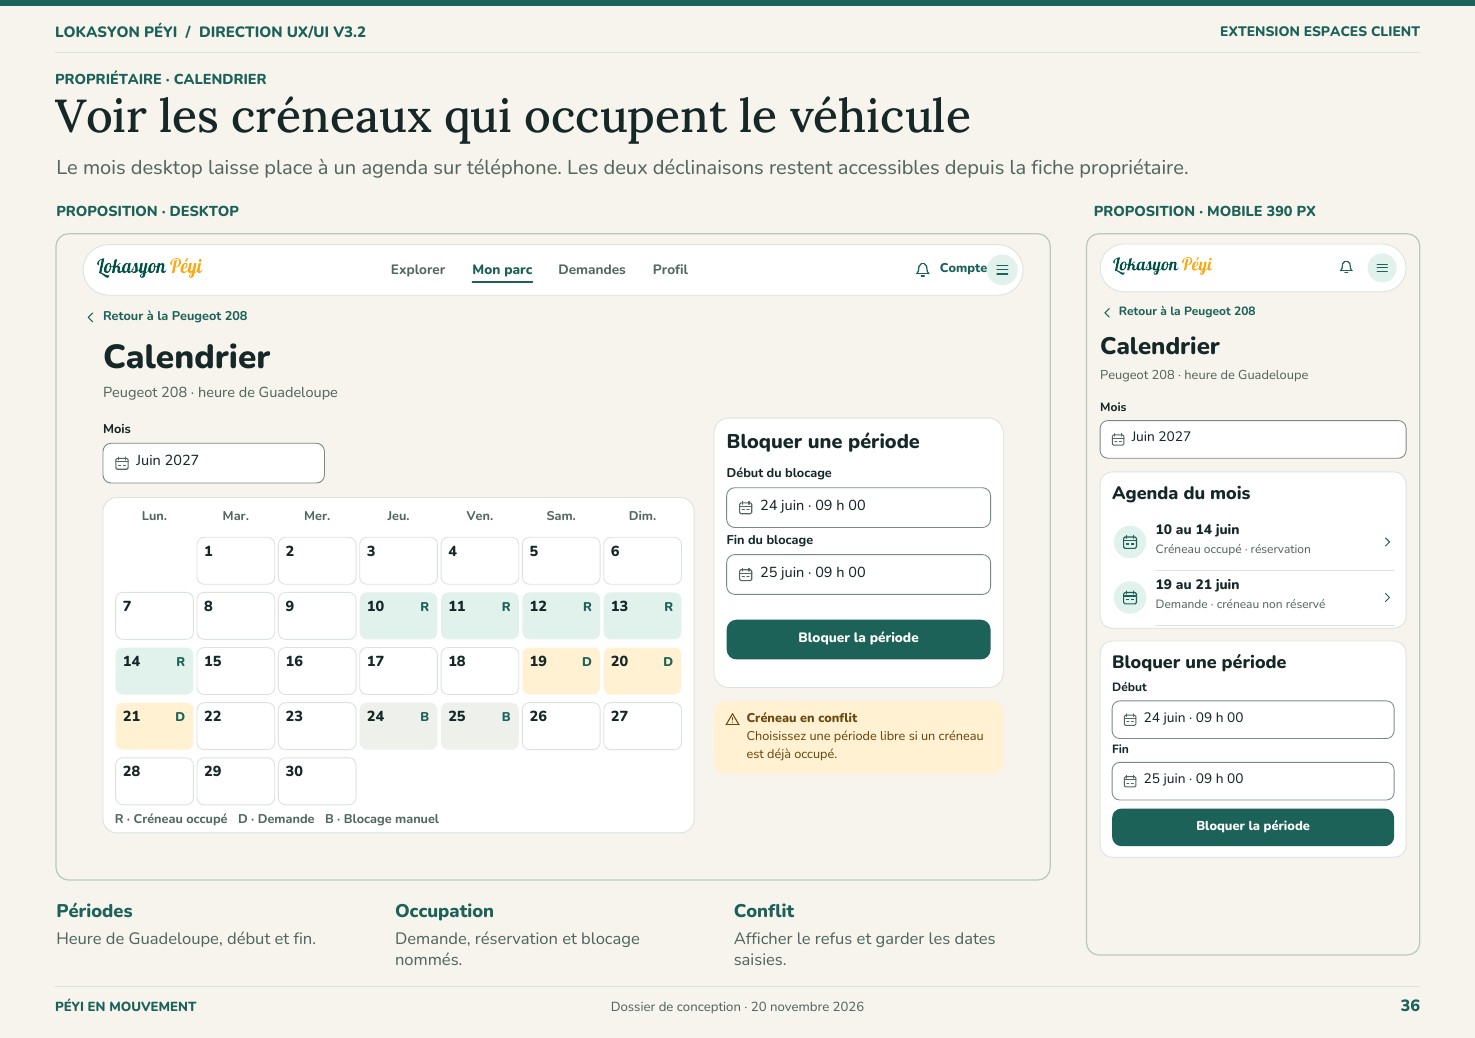 LOKASYON PÉYI / DIRECTION UX/UI V3.2
EXTENSION ESPACES CLIENT
PROPRIÉTAIRE · CALENDRIER
Voir les créneaux qui occupent le véhicule
Le mois desktop laisse place à un agenda sur téléphone. Les deux déclinaisons restent accessibles depuis la fiche propriétaire.
PROPOSITION · DESKTOP
Lokasyon Péyi
Explorer Mon parc Demandes Profil
Compte
Retour à la Peugeot 208
Calendrier
Peugeot 208 · heure de Guadeloupe
Mois
Juin 2027
Lun. Mar. Mer. Jeu. Ven. Sam. Dim.
1 2 3 4 5 6
7 8 9 10 R 11 R 12 R 13 R
14 R 15 16 17 18 19 D 20 D
21 D 22 23 24 B 25 B 26 27
28 29 30
R · Créneau occupé D · Demande B · Blocage manuel
Bloquer une période
Début du blocage
24 juin · 09 h 00
Fin du blocage
25 juin · 09 h 00
Bloquer la période
Créneau en conflit
Choisissez une période libre si un créneau
est déjà occupé.
PROPOSITION · MOBILE 390 PX
Lokasyon Péyi
Retour à la Peugeot 208
Calendrier
Peugeot 208 · heure de Guadeloupe
Mois
Juin 2027
Agenda du mois
10 au 14 juin
Créneau occupé · réservation
19 au 21 juin
Demande · créneau non réservé
Bloquer une période
Début
24 juin · 09 h 00
Fin
25 juin · 09 h 00
Bloquer la période
Périodes
Heure de Guadeloupe, début et fin.
Occupation
Demande, réservation et blocage
nommés.
Conflit
Afficher le refus et garder les dates
saisies.
PÉYI EN MOUVEMENT
Dossier de conception · 20 novembre 2026
36